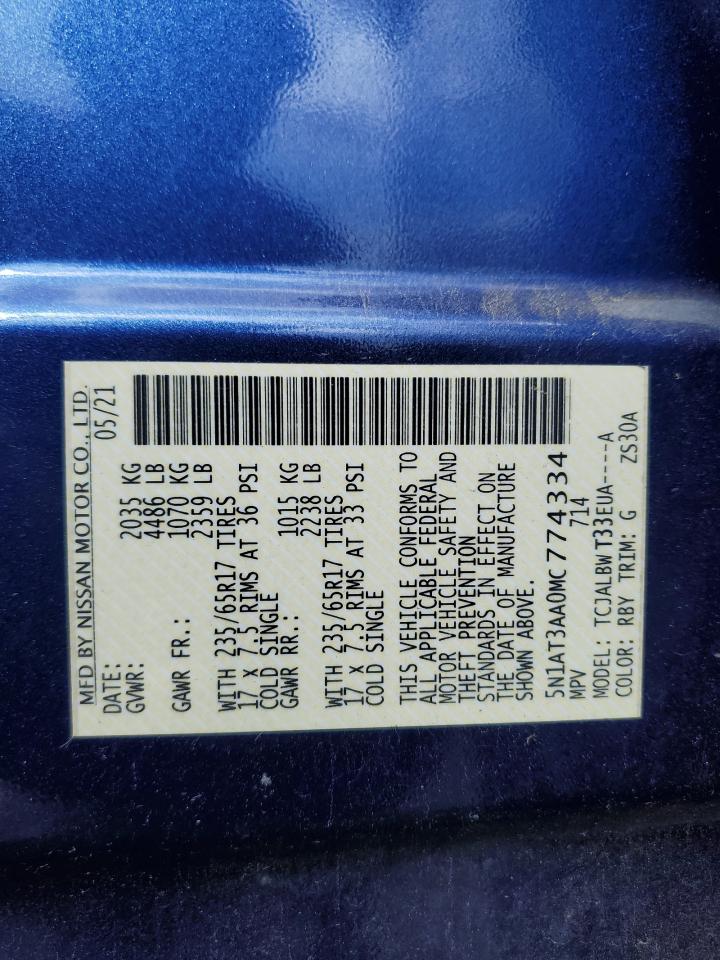 MFD BY NISSAN MOTOR CO., LTD.
DATE: 05/21
GVWR: 2035 KG
4486 LB
GAWR FR.: 1070 KG
2359 LB
WITH 235/65R17 TIRES
17 X 7.5 RIMS AT 36 PSI
COLD SINGLE
GAWR RR.: 1015 KG
2238 LB
WITH 235/65R17 TIRES
17 X 7.5 RIMS AT 33 PSI
COLD SINGLE
THIS VEHICLE CONFORMS TO
ALL APPLICABLE FEDERAL
MOTOR VEHICLE SAFETY AND
THEFT PREVENTION
STANDARDS IN EFFECT ON
THE DATE OF MANUFACTURE
SHOWN ABOVE.
5N1AT3AA0MC774334
MPV 714
MODEL: TCJALBW T33EUA----A
COLOR: RBY TRIM: G ZS30A